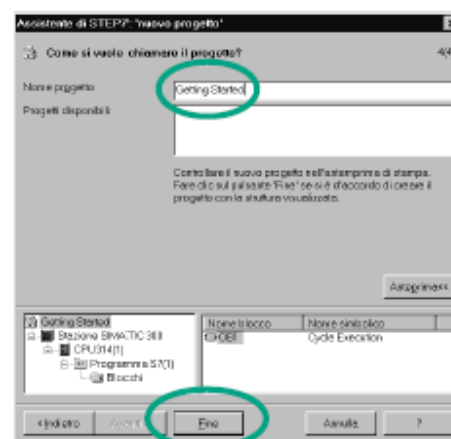 Assistente di STEP7: "nuovo progetto"
Come si vuole chiamare il progetto?
4(4
Nome progetto:
Getting Started
Progetti disponibili:
Controllare il nuovo progetto nell'anteprima di stampa.
Fare clic sul pulsante 'Fine' se si è d'accordo di creare il
progetto con la struttura visualizzata.
Anteprima<<
Getting Started
Stazione SIMATIC 300
CPU314(1)
Programma S7(1)
Blocchi
Nome blocco Nome simbolico
OB1 Cycle Execution
<Indietro Fine Annulla ?